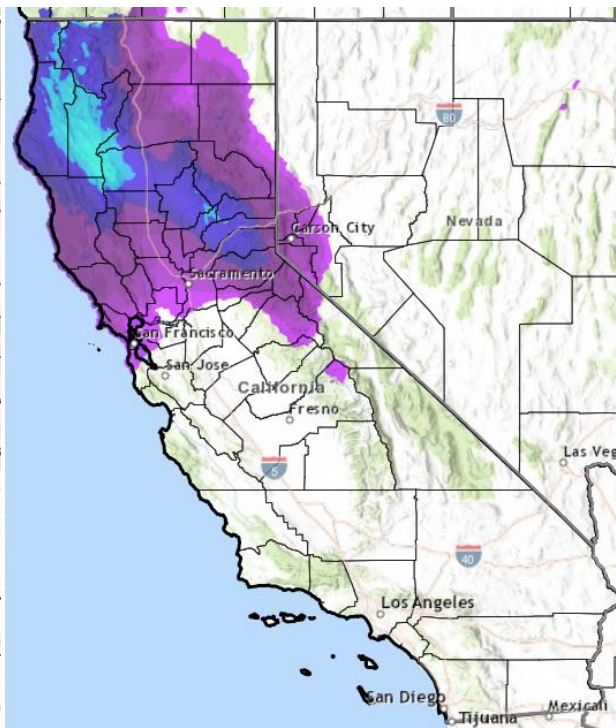 80
Carson City
Nevada
Sacramento
San Francisco
San Jose
California
Fresno
5
Las Veg
40
Los Angeles
San Diego
Tijuana
Mexicali